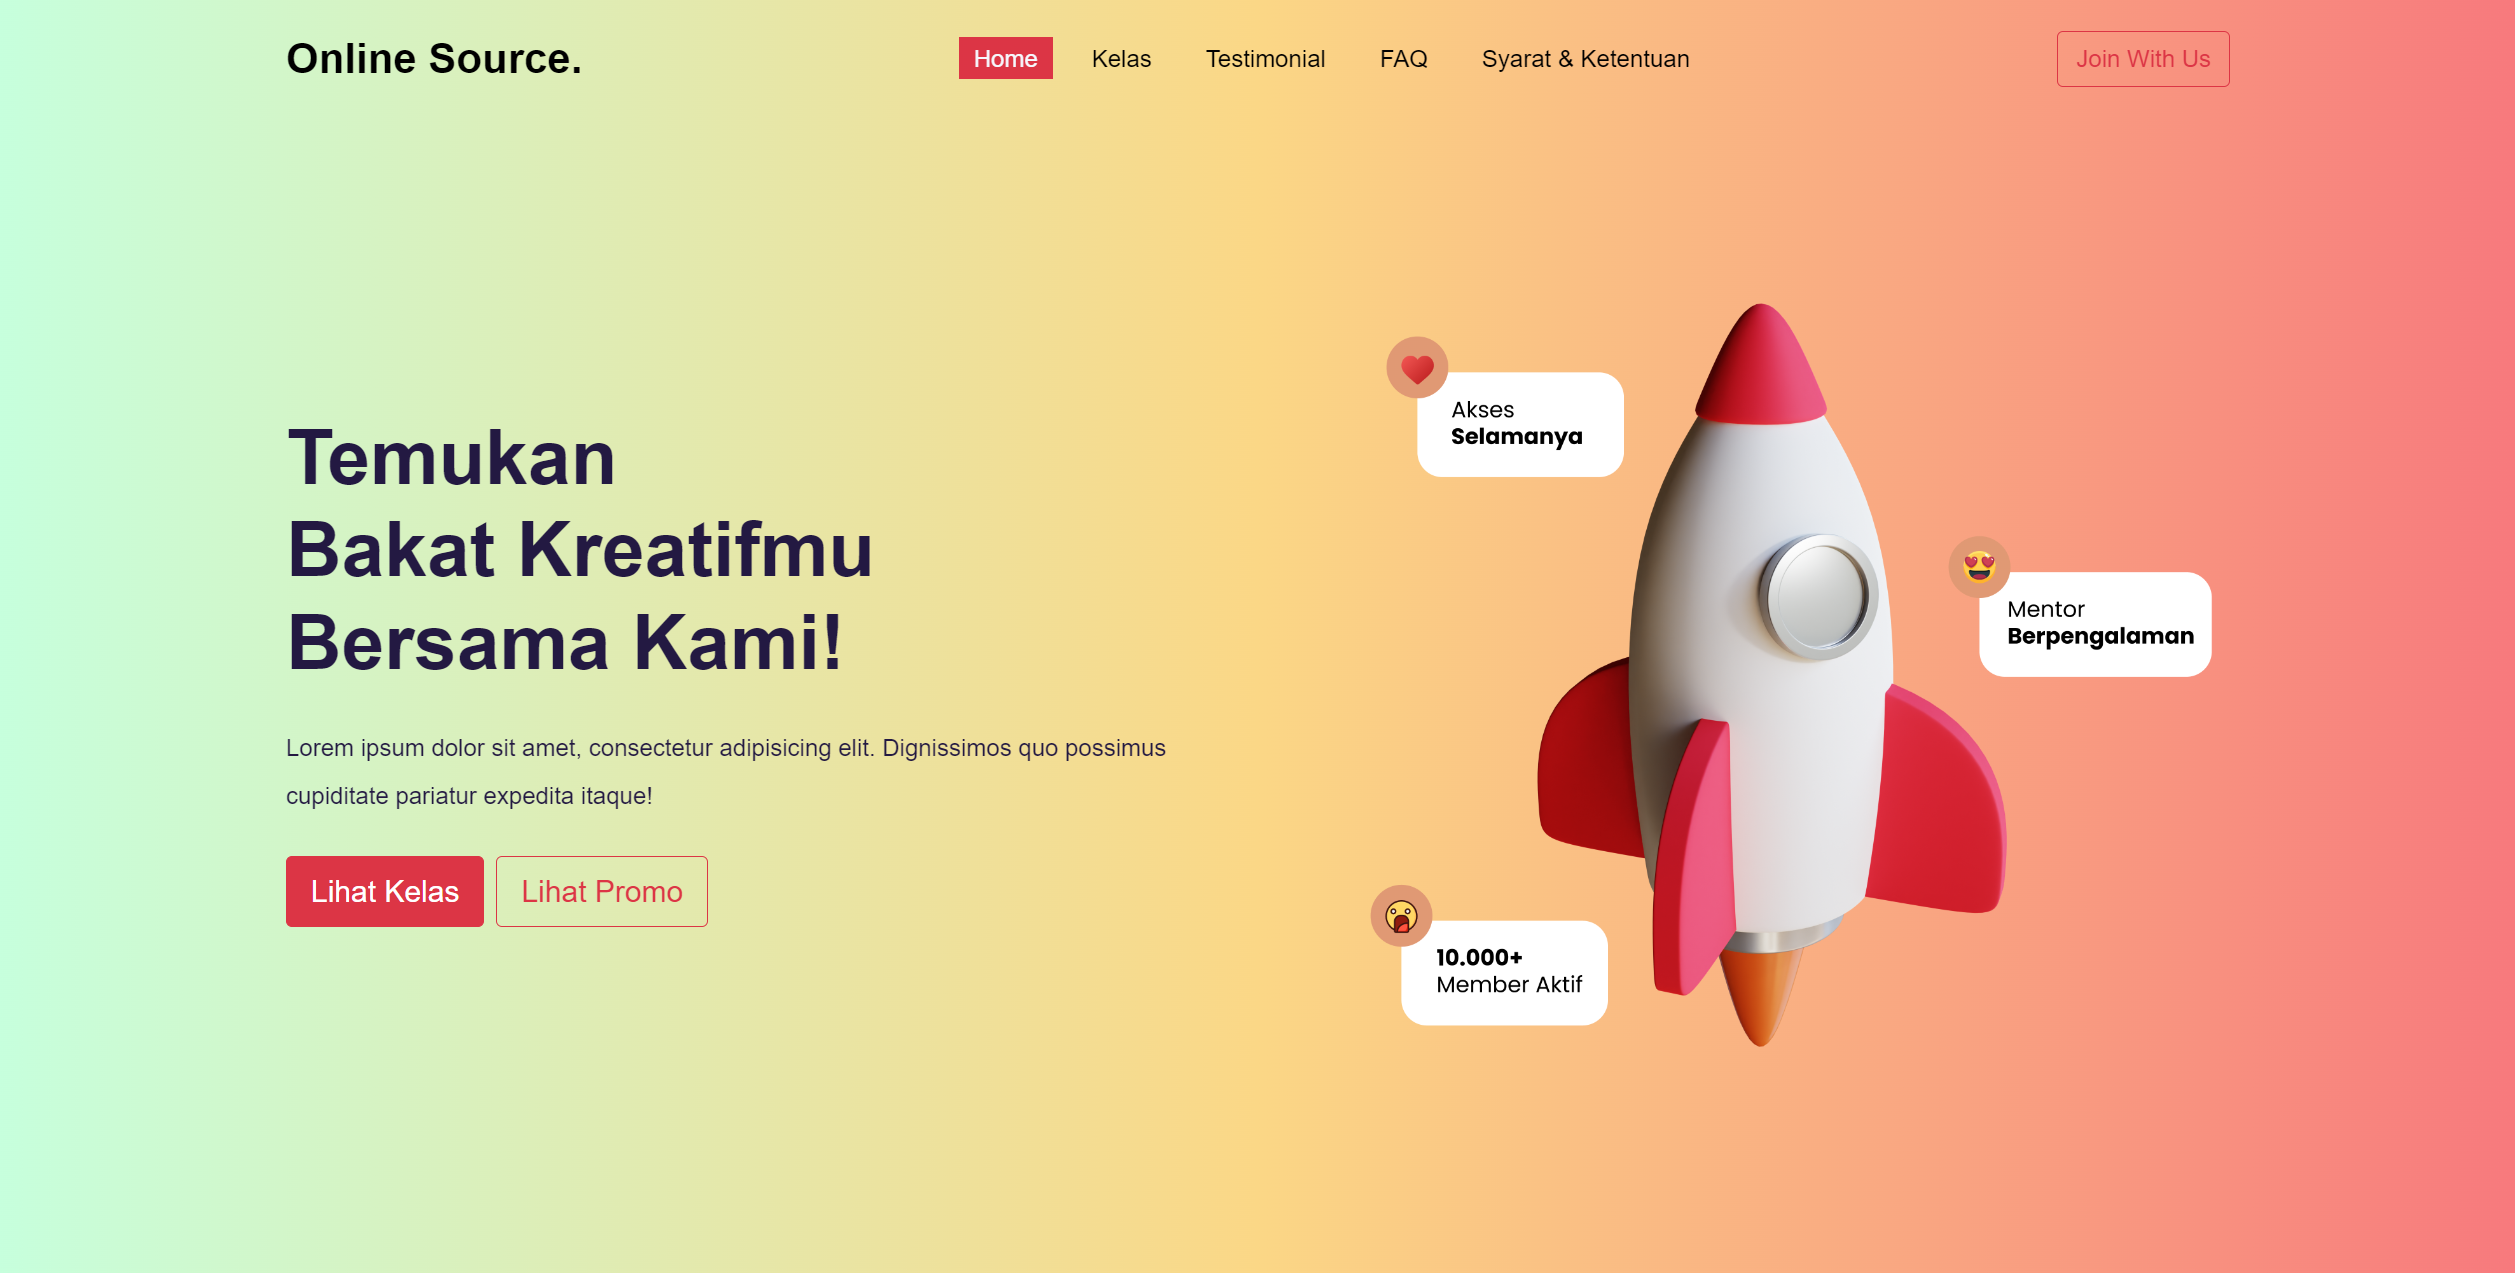 Online Source.
Home
Kelas
Testimonial
FAQ
Syarat & Ketentuan
Join With Us
Temukan
Bakat Kreatifmu
Bersama Kami!
Lorem ipsum dolor sit amet, consectetur adipisicing elit. Dignissimos quo possimus
cupiditate pariatur expedita itaque!
Lihat Kelas
Lihat Promo
Akses
Selamanya
Mentor
Berpengalaman
10.000+
Member Aktif